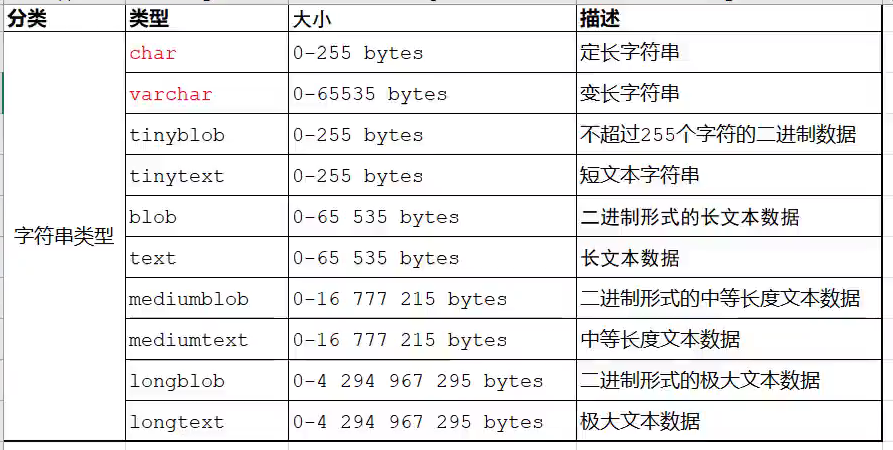 分类 类型 大小 描述
char 0-255 bytes 定长字符串
varchar 0-65535 bytes 变长字符串
tinyblob 0-255 bytes 不超过255个字符的二进制数据
tinytext 0-255 bytes 短文本字符串
字符串类型 blob 0-65 535 bytes 二进制形式的长文本数据
text 0-65 535 bytes 长文本数据
mediumblob 0-16 777 215 bytes 二进制形式的中等长度文本数据
mediumtext 0-16 777 215 bytes 中等长度文本数据
longblob 0-4 294 967 295 bytes 二进制形式的极大文本数据
longtext 0-4 294 967 295 bytes 极大文本数据